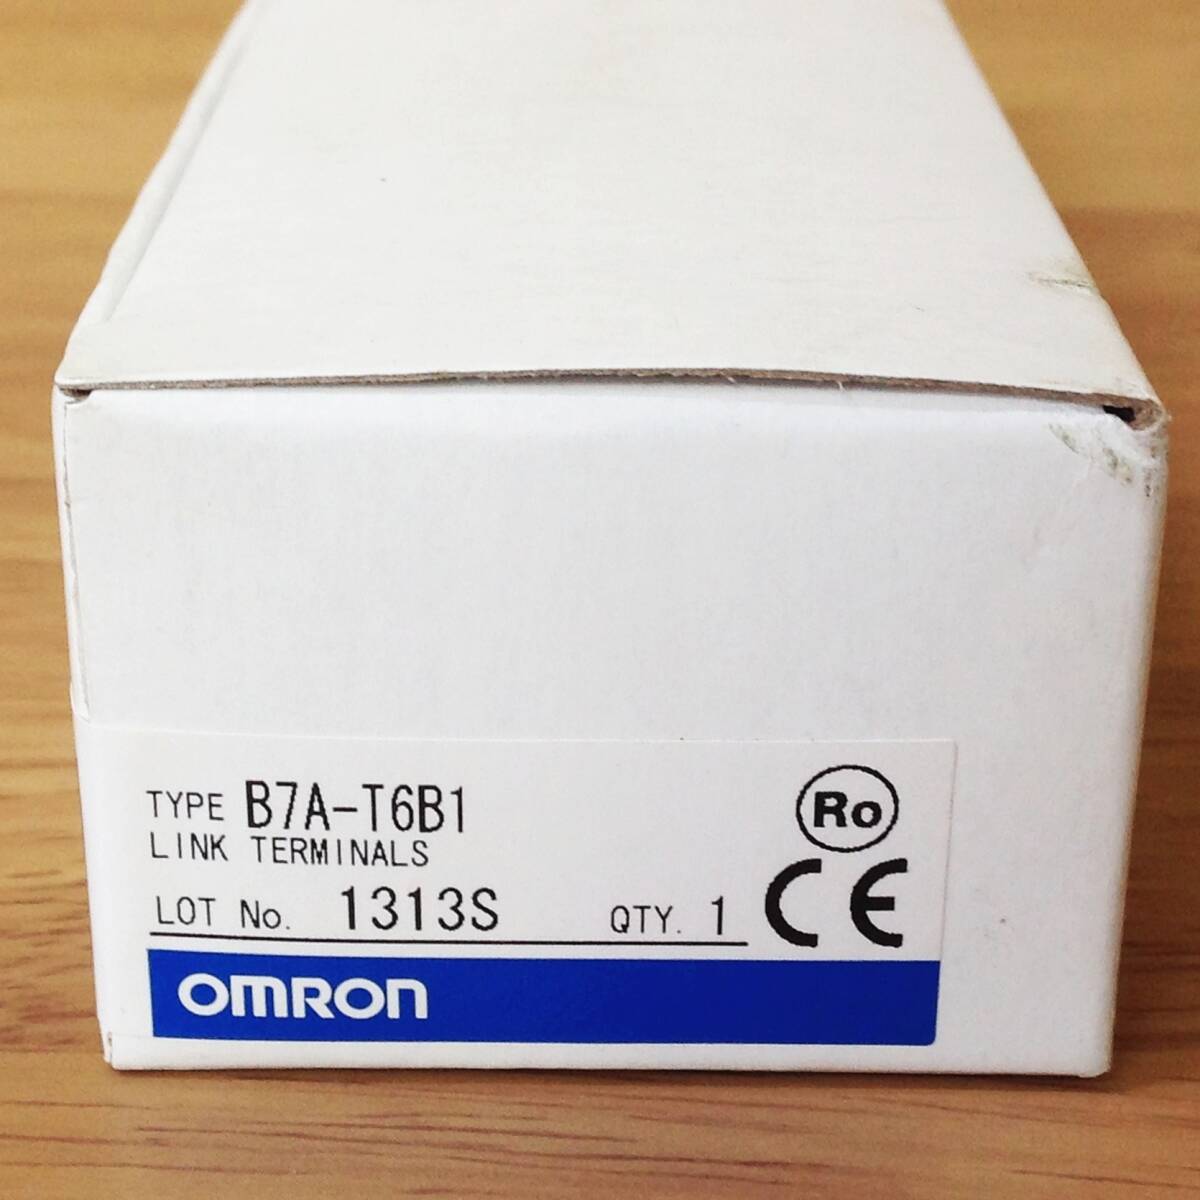 TYPE B7A-T6B1
LINK TERMINALS
LOT No. 1313S QTY. 1
Ro
CE
OMRON